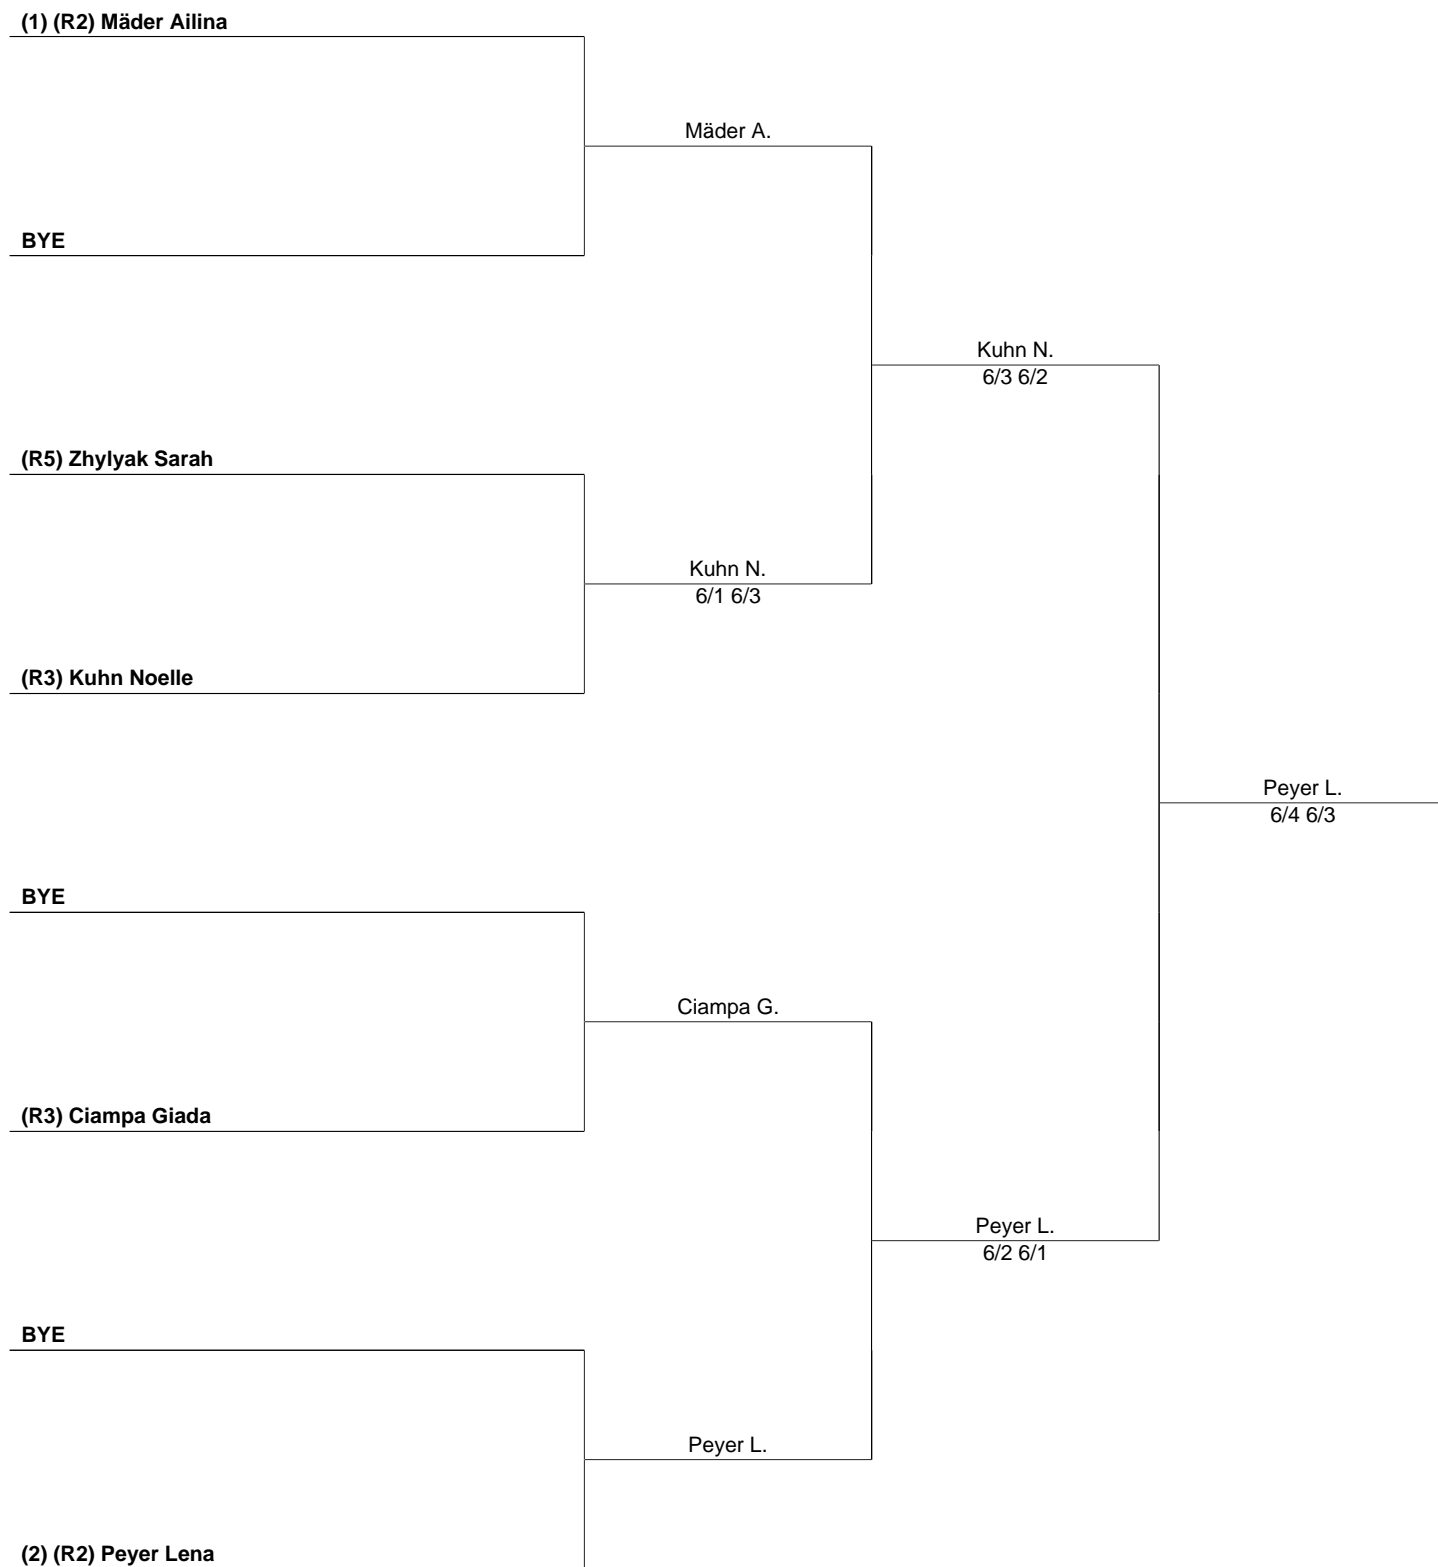 (1) (R2) Mäder Ailina
Mäder A.
BYE
Kuhn N.
6/3 6/2
(R5) Zhylyak Sarah
Kuhn N.
6/1 6/3
(R3) Kuhn Noelle
Peyer L.
6/4 6/3
BYE
Ciampa G.
(R3) Ciampa Giada
Peyer L.
6/2 6/1
BYE
Peyer L.
(2) (R2) Peyer Lena